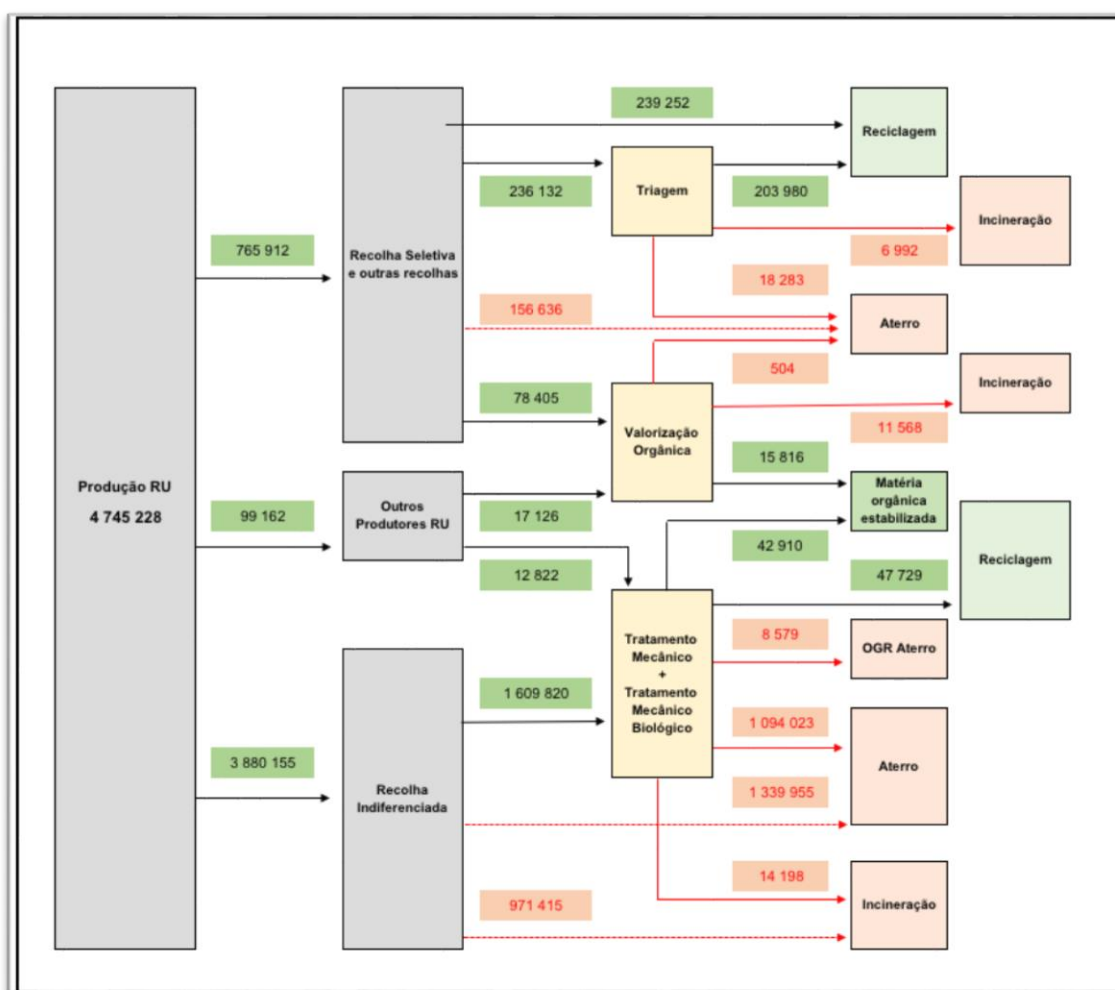 239 252
Reciclagem
236 132
Triagem
203 980
Incineração
765 912
Recolha Seletiva
e outras recolhas
6 992
18 283
156 636
Aterro
504
Incineração
78 405
Valorização
Orgânica
11 568
15 816
Produção RU
4 745 228
99 162
Outros
Produtores RU
17 126
Matéria
orgânica
estabilizada
42 910
12 822
47 729
Reciclagem
Tratamento
Mecânico
+
Tratamento
Mecânico
Biológico
8 579
OGR Aterro
1 609 820
1 094 023
3 880 155
Recolha
Indiferenciada
Aterro
1 339 955
14 198
971 415
Incineração